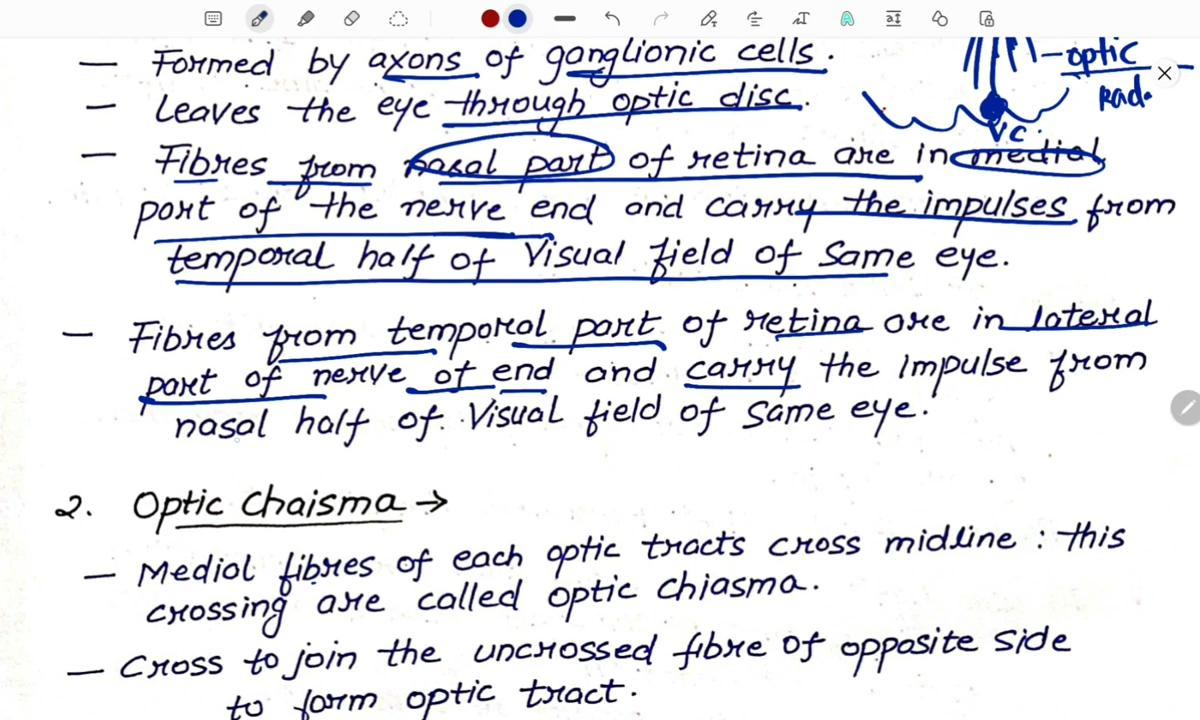 — Formed by axons of ganglionic cells.
— optic
Rad.
— Leaves the eye through optic disc.
VC.
— Fibres from nasal part of retina are in medial
part of the nerve end and carry the impulses from
temporal half of Visual field of Same eye.
— Fibres from temporal part of retina are in lateral
part of nerve of end and carry the impulse from
nasal half of Visual field of Same eye.
2. Optic Chaisma →
— Medial fibres of each optic tracts cross midline : this
crossing are called optic chiasma.
— Cross to join the uncrossed fibre of opposite side
to form optic tract.